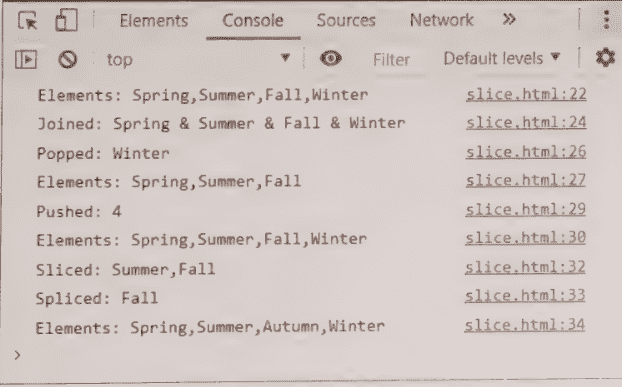 Elements Console Sources Network »
top ▼ Filter Default levels ▼
Elements: Spring,Summer,Fall,Winter slice.html:22
Joined: Spring & Summer & Fall & Winter slice.html:24
Popped: Winter slice.html:26
Elements: Spring,Summer,Fall slice.html:27
Pushed: 4 slice.html:29
Elements: Spring,Summer,Fall,Winter slice.html:30
Sliced: Summer,Fall slice.html:32
Spliced: Fall slice.html:33
Elements: Spring,Summer,Autumn,Winter slice.html:34
>